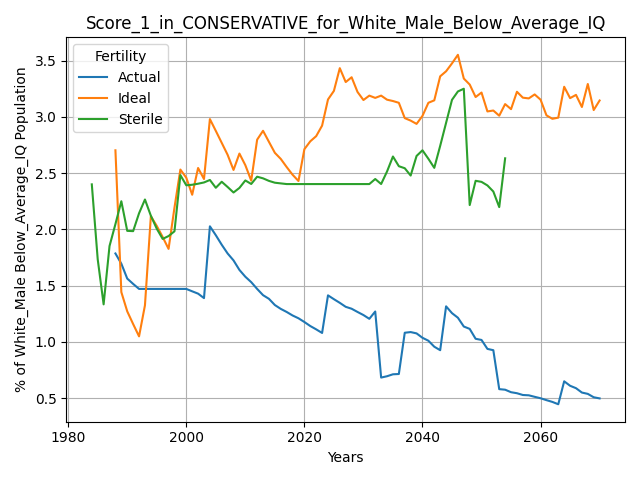 Score_1_in_CONSERVATIVE_for_White_Male_Below_Average_IQ
Fertility
Actual
Ideal
Sterile
% of White_Male Below_Average_IQ Population
3.5
3.0
2.5
2.0
1.5
1.0
0.5
1980
2000
2020
2040
2060
Years